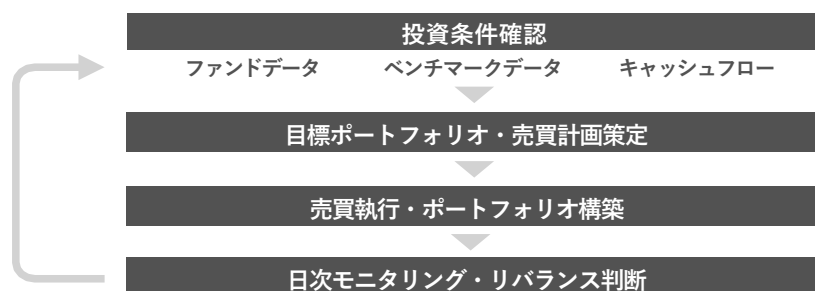 投資条件確認
ファンドデータ ベンチマークデータ キャッシュフロー
目標ポートフォリオ・売買計画策定
売買執行・ポートフォリオ構築
日次モニタリング・リバランス判断